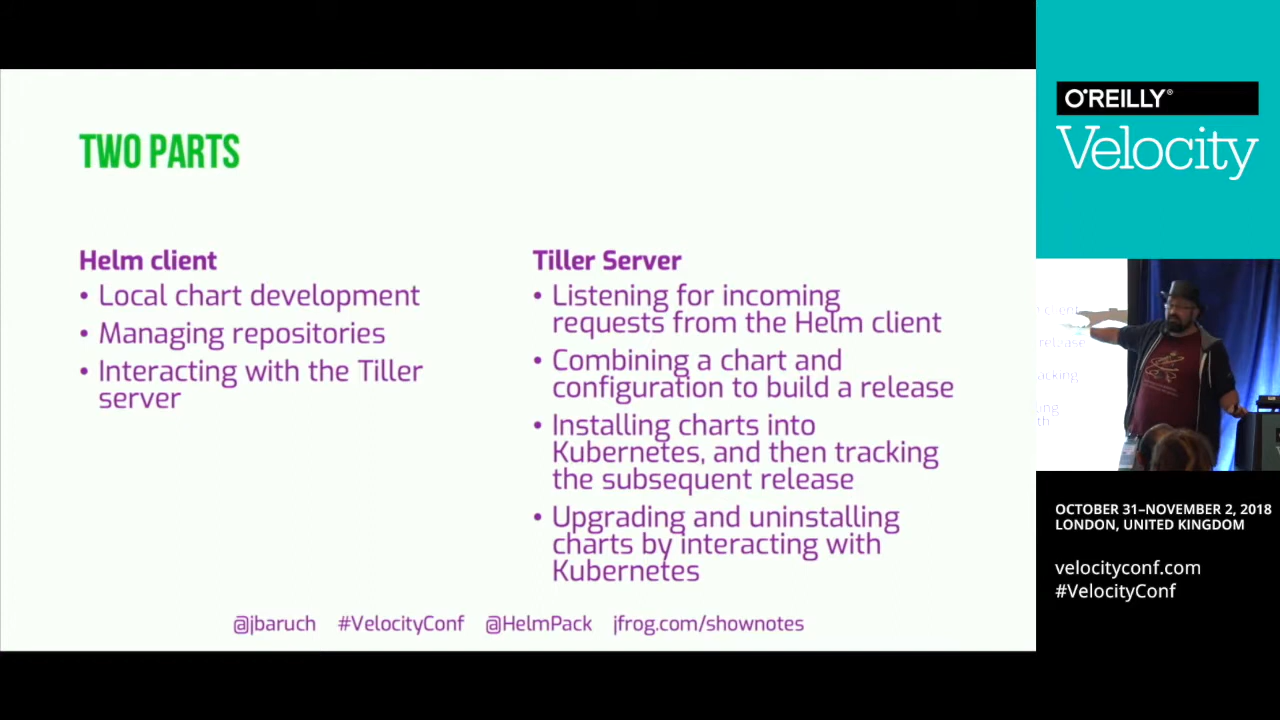 TWO PARTS
Helm client
• Local chart development
• Managing repositories
• Interacting with the Tiller
server
Tiller Server
• Listening for incoming
requests from the Helm client
• Combining a chart and
configuration to build a release
• Installing charts into
Kubernetes, and then tracking
the subsequent release
• Upgrading and uninstalling
charts by interacting with
Kubernetes
@jbaruch #VelocityConf @HelmPack jfrog.com/shownotes
O'REILLY®
Velocity
client
release
OCTOBER 31–NOVEMBER 2, 2018
LONDON, UNITED KINGDOM
velocityconf.com
#VelocityConf